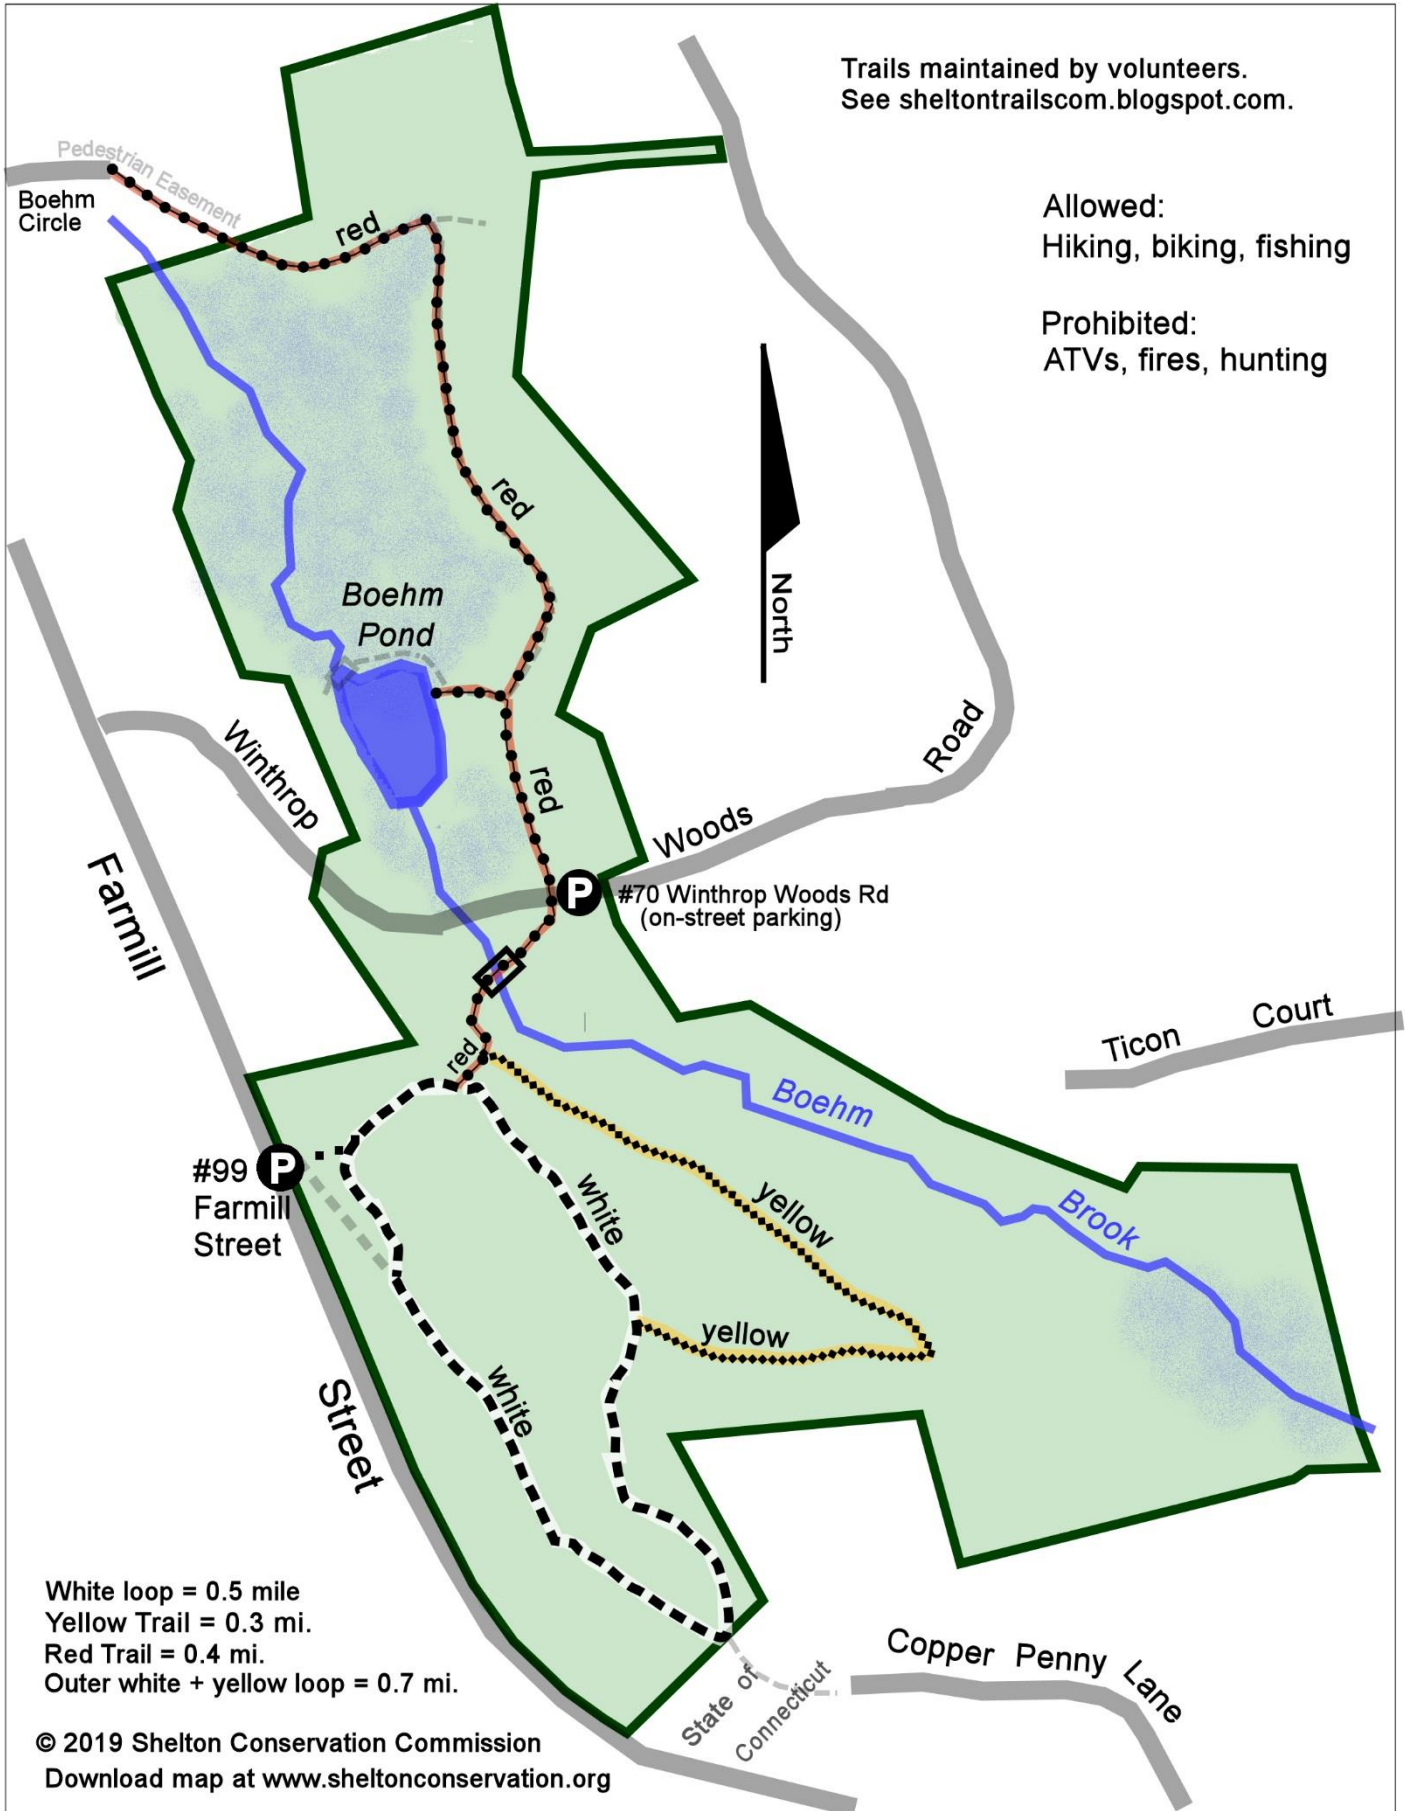 Trails maintained by volunteers.
See sheltontrailscom.blogspot.com.
Pedestrian Easement
Boehm
Circle
red
Allowed:
Hiking, biking, fishing
Prohibited:
ATVs, fires, hunting
red
North
Boehm
Pond
Winthrop
Woods
Road
red
P
#70 Winthrop Woods Rd
(on-street parking)
Farmill
Street
red
Ticon Court
Boehm
Brook
P
#99
Farmill
Street
white
yellow
yellow
white
White loop = 0.5 mile
Yellow Trail = 0.3 mi.
Red Trail = 0.4 mi.
Outer white + yellow loop = 0.7 mi.
State of
Connecticut
Copper Penny Lane
© 2019 Shelton Conservation Commission
Download map at www.sheltonconservation.org